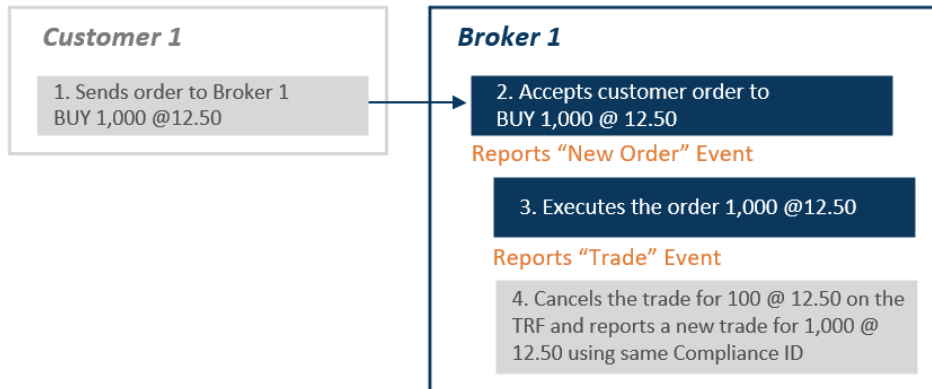 Customer 1
1. Sends order to Broker 1
BUY 1,000 @12.50
Broker 1
2. Accepts customer order to
BUY 1,000 @ 12.50
Reports “New Order” Event
3. Executes the order 1,000 @12.50
Reports “Trade” Event
4. Cancels the trade for 100 @ 12.50 on the
TRF and reports a new trade for 1,000 @
12.50 using same Compliance ID